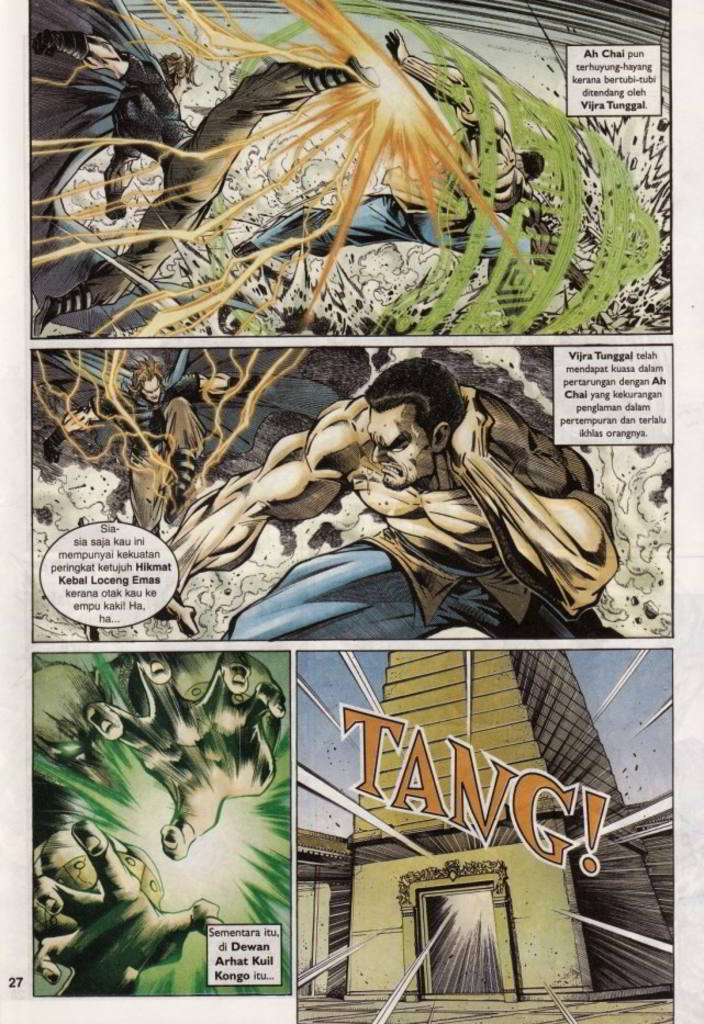 Ah Chai pun
terhuyung-hayang
kerana bertubi-tubi
ditendang oleh
Vijra Tunggal.
Vijra Tunggal telah
mendapat kuasa dalam
pertarungan dengan Ah
Chai yang kekurangan
penglaman dalam
pertempuran dan terlalu
ikhlas orangnya.
Sia-
sia saja kau ini
mempunyai kekuatan
peringkat ketujuh Hikmat
Kebal Loceng Emas
kerana otak kau ke
empu kaki! Ha,
ha...
Sementara itu,
di Dewan
Arhat Kuil
Kongo itu...
TANG!
27